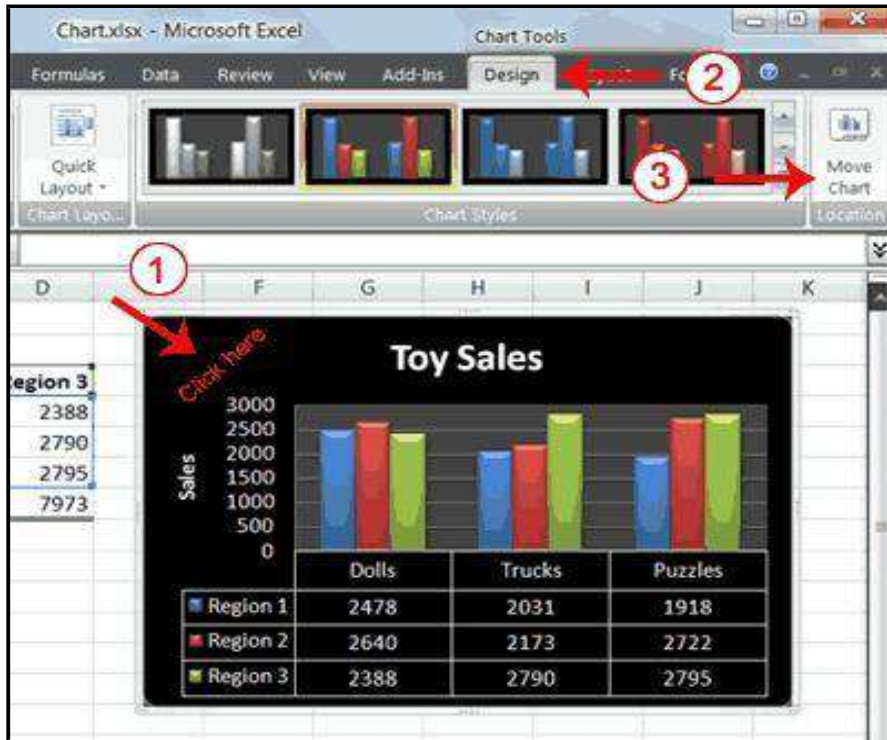 Chart.xlsx - Microsoft Excel
Chart Tools
Formulas Data Review View Add-Ins Design
2
Quick Layout
Chart Layo...
Chart Styles
3
Move Chart
Location
1
D F G H I J K
Click here
Toy Sales
egion 3
2388
2790
2795
7973
Sales
3000
2500
2000
1500
1000
500
0
Dolls Trucks Puzzles
Region 1 2478 2031 1918
Region 2 2640 2173 2722
Region 3 2388 2790 2795